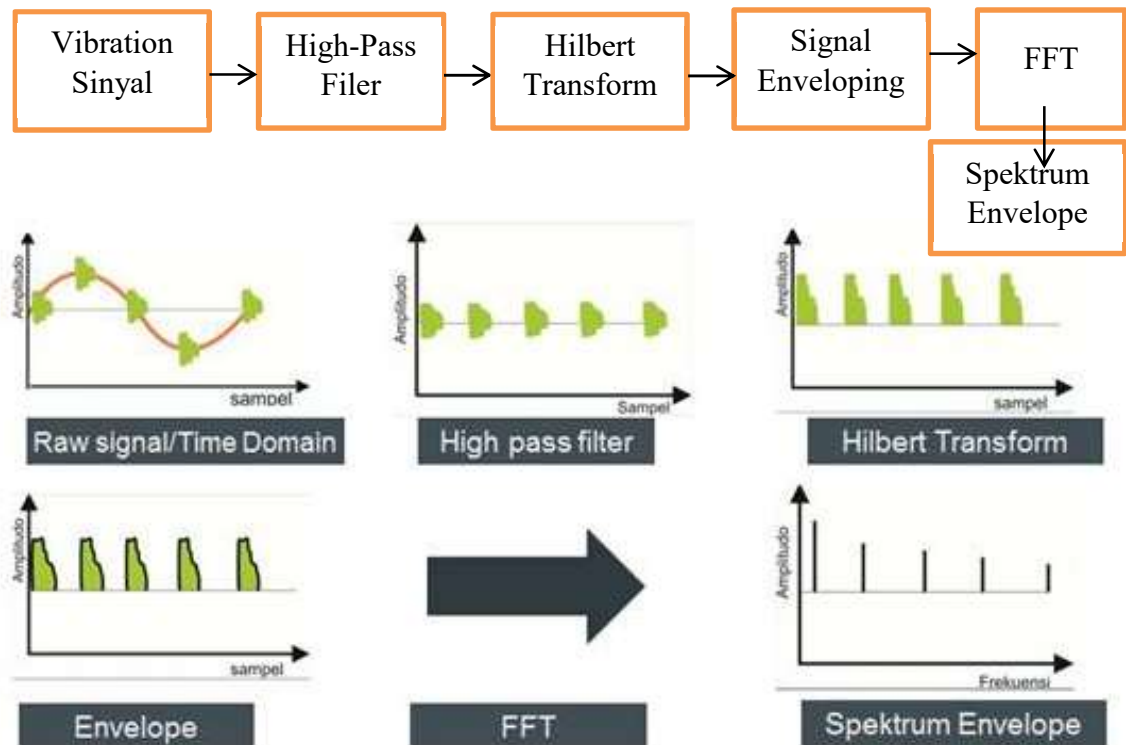 Vibration
Sinyal
High-Pass
Filer
Hilbert
Transform
Signal
Enveloping
FFT
Spektrum
Envelope
Amplitudo
sampel
Raw signal/Time Domain
Amplitudo
Sampel
High pass filter
Amplitudo
sampel
Hilbert Transform
Amplitudo
sampel
Envelope
FFT
Amplitudo
Frekuensi
Spektrum Envelope